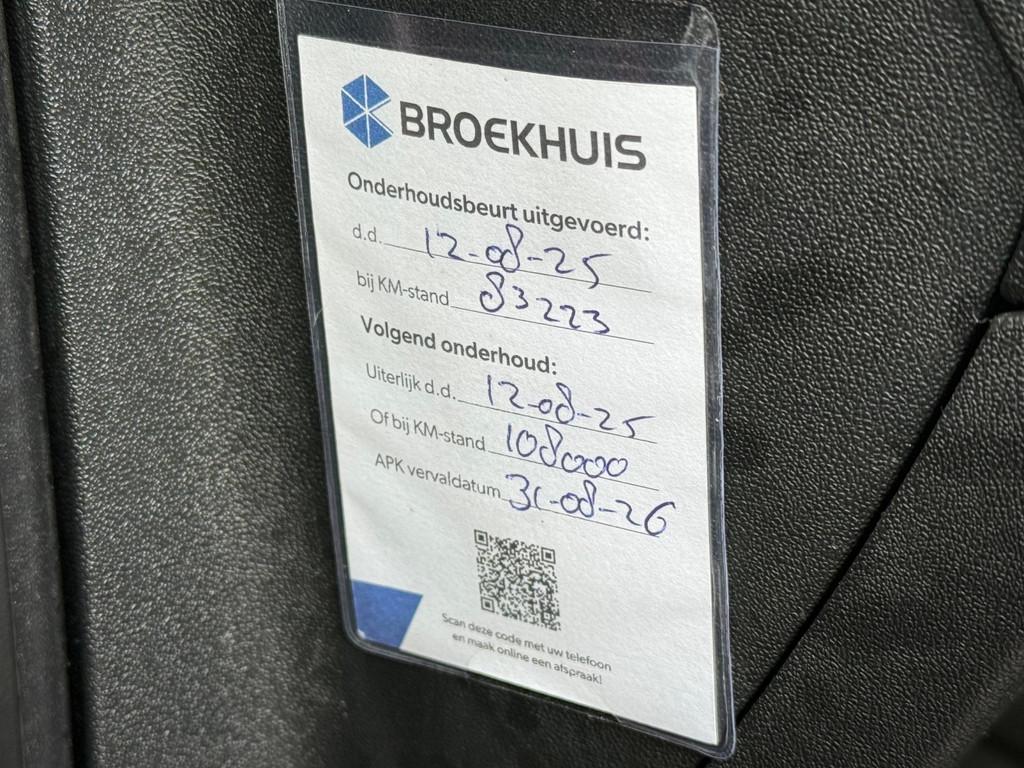 BROEKHUIS
Onderhoudsbeurt uitgevoerd:
d.d. 12-08-25
bij KM-stand 83223
Volgend onderhoud:
Uiterlijk d.d. 12-08-25
Of bij KM-stand 108000
APK vervaldatum 31-08-26
Scan deze code met uw telefoon
en maak online een afspraak!